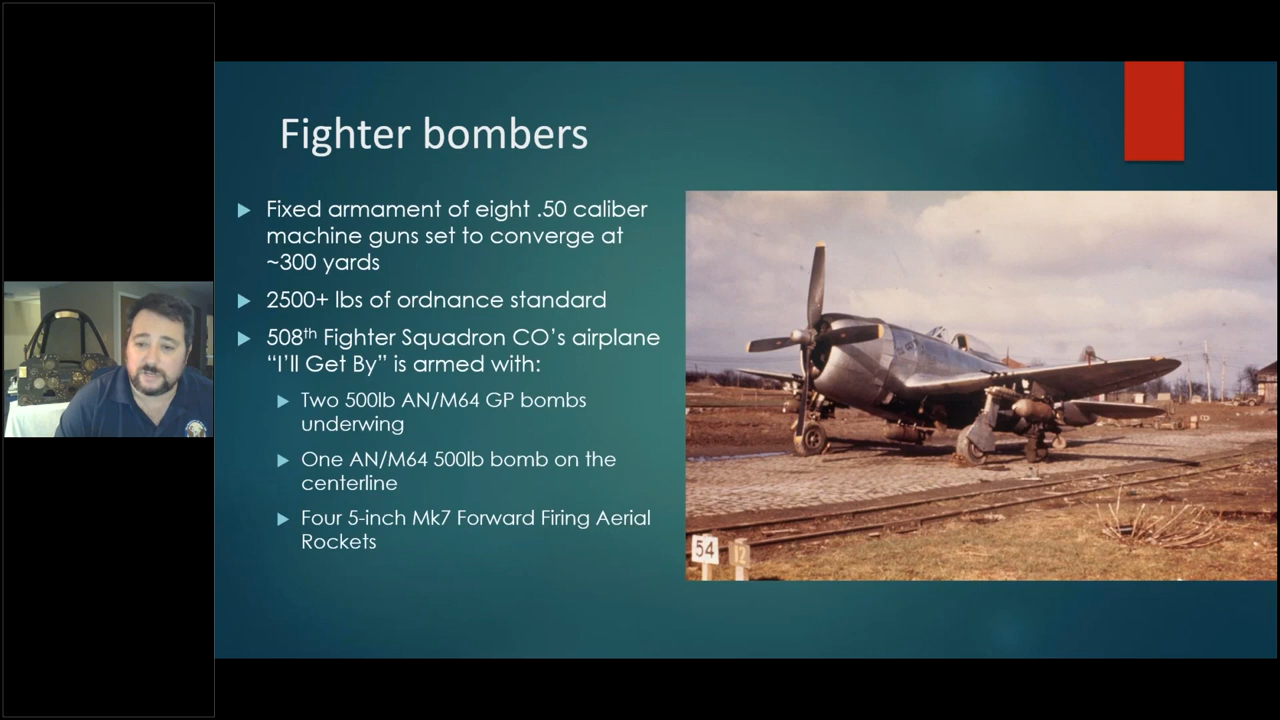 Fighter bombers
Fixed armament of eight .50 caliber
machine guns set to converge at
~300 yards
2500+ lbs of ordnance standard
508th Fighter Squadron CO's airplane
“I'll Get By” is armed with:
Two 500lb AN/M64 GP bombs
underwing
One AN/M64 500lb bomb on the
centerline
Four 5-inch Mk7 Forward Firing Aerial
Rockets
54
12